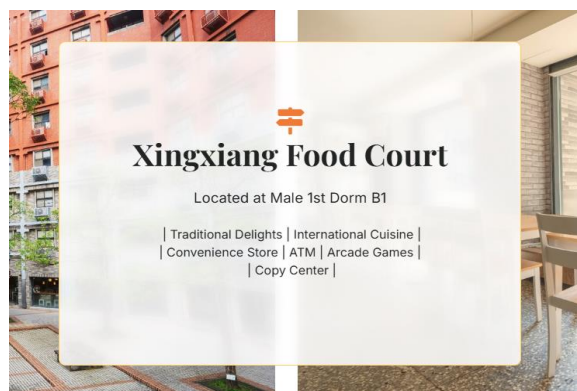 Xingxiang Food Court
Located at Male 1st Dorm B1
| Traditional Delights | International Cuisine |
| Convenience Store | ATM | Arcade Games |
| Copy Center |